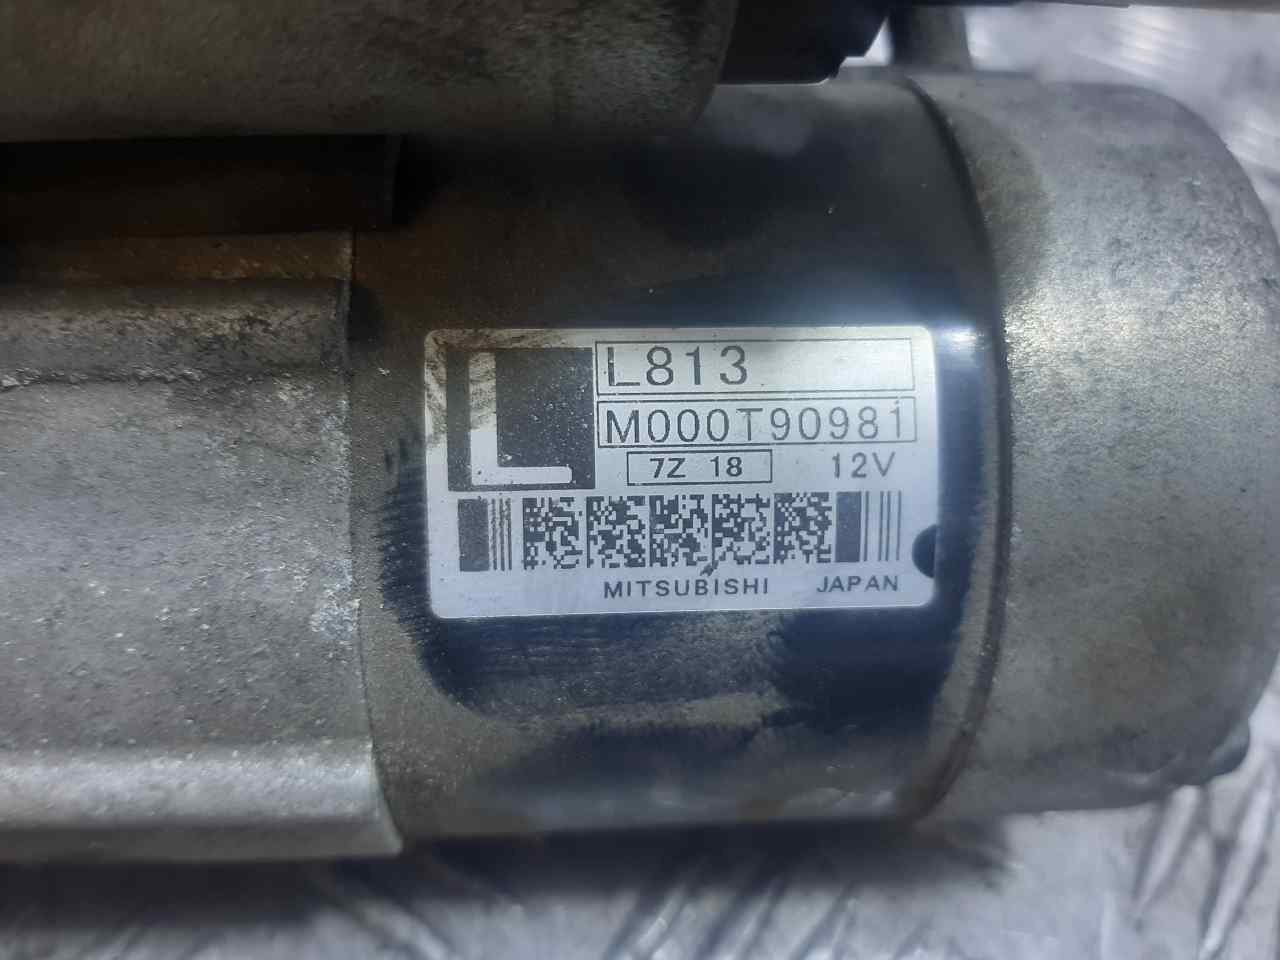 L
L813
M000T90981
7Z 18 12V
MITSUBISHI JAPAN